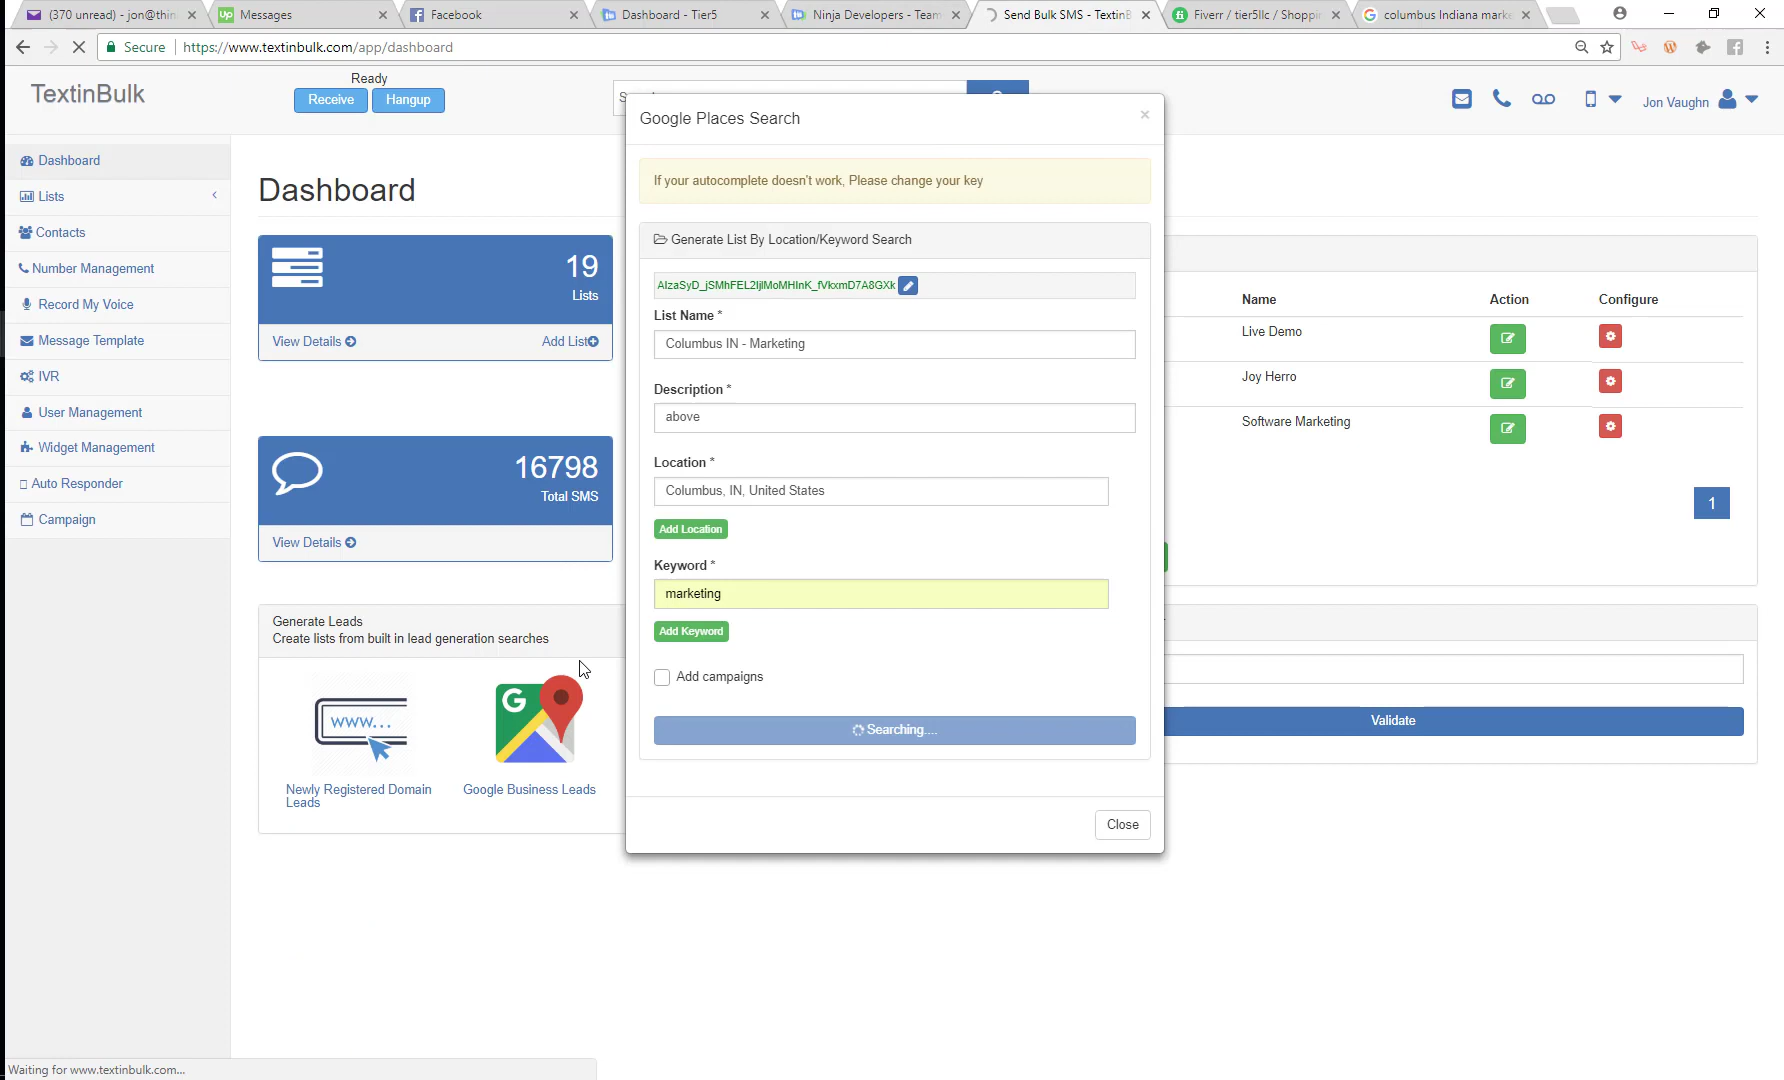 (370 unread) - jon@thin
Messages
Facebook
Dashboard - Tier5
Ninja Developers - Team
Send Bulk SMS - TextinB
Fiverr / tier5llc / Shoppin
columbus Indiana marke
Secure
https://www.textinbulk.com/app/dashboard
TextinBulk
Ready
Receive
Hangup
Jon Vaughn
Dashboard
Lists
Contacts
Number Management
Record My Voice
Message Template
IVR
User Management
Widget Management
Auto Responder
Campaign
Dashboard
19
Lists
View Details
Add List
16798
Total SMS
View Details
Generate Leads
Create lists from built in lead generation searches
www...
Newly Registered Domain
Leads
G
Google Business Leads
Google Places Search
×
If your autocomplete doesn't work, Please change your key
Generate List By Location/Keyword Search
List Name *
Columbus IN - Marketing
Description *
above
Location *
Columbus, IN, United States
Add Location
Keyword *
marketing
Add Keyword
Add campaigns
Searching....
Close
Name
Action
Configure
Live Demo
Joy Herro
Software Marketing
1
Validate
Waiting for www.textinbulk.com...